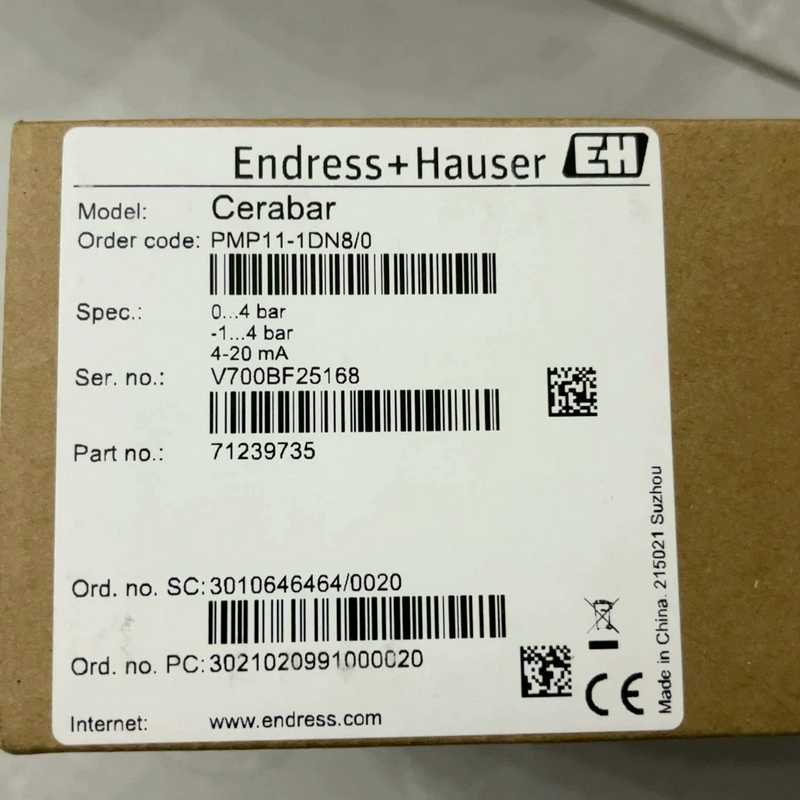 Endress+Hauser EH
Model: Cerabar
Order code: PMP11-1DN8/0
Spec.: 0...4 bar
-1...4 bar
4-20 mA
Ser. no.: V700BF25168
Part no.: 71239735
Ord. no. SC: 3010646464/0020
Ord. no. PC: 3021020991000020
Internet: www.endress.com
CE
Made in China. 215021 Suzhou